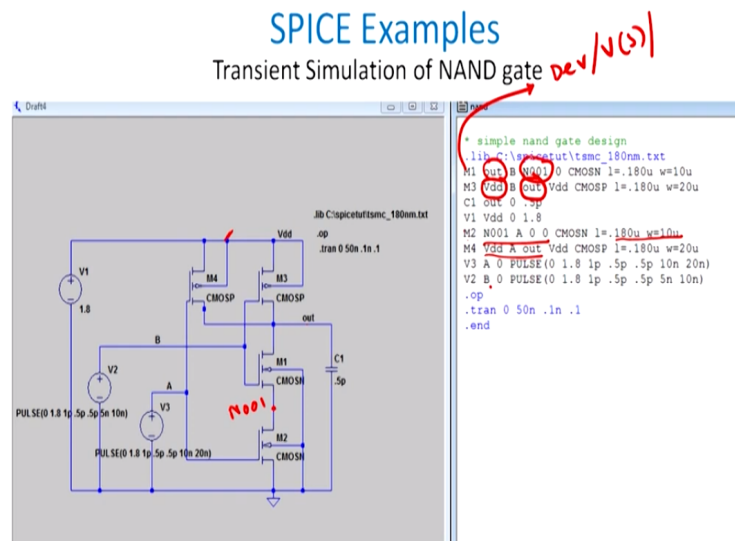 SPICE Examples
Transient Simulation of NAND gate
Dev/V(s)/
Draft4
.lib C:\spicetut\tsmc_180nm.txt
Vdd
.op
.tran 0 50n .1n .1
V1
1.8
M4
CMOSP
M3
CMOSP
out
B
V2
A
V3
M1
CMOSN
C1
.5p
N001
PULSE(0 1.8 1p .5p .5p 5n 10n)
M2
CMOSN
PULSE(0 1.8 1p .5p .5p 10n 20n)
* simple nand gate design
.lib C:\spicetut\tsmc_180nm.txt
M1 out B N001 0 CMOSN l=.180u w=10u
M3 Vdd B out Vdd CMOSP l=.180u w=20u
C1 out 0 .5p
V1 Vdd 0 1.8
M2 N001 A 0 0 CMOSN l=.180u w=10u
M4 Vdd A out Vdd CMOSP l=.180u w=20u
V3 A 0 PULSE(0 1.8 1p .5p .5p 10n 20n)
V2 B 0 PULSE(0 1.8 1p .5p .5p 5n 10n)
.op
.tran 0 50n .1n .1
.end